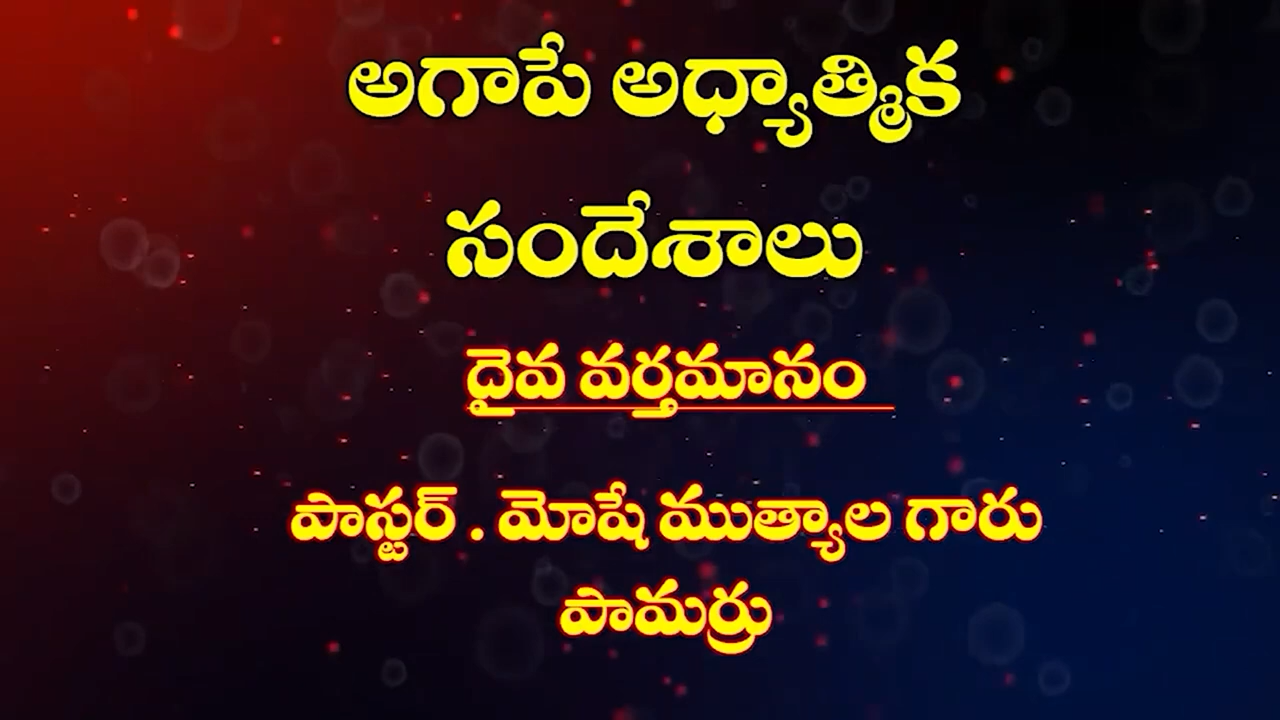 అగాపే అధ్యాత్మిక
సందేశాలు
దైవ వర్తమానం
పాస్టర్ . మోషే ముత్యాల గారు
పామర్రు